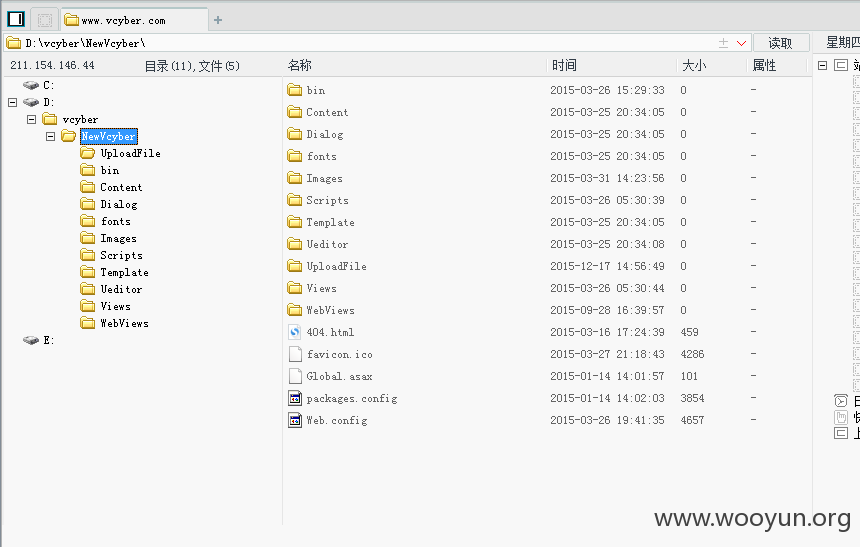 www.vcyber.com
D:\vcyber\NewVcyber\ 读取 星期四
211.154.146.44 目录(11),文件(5) 名称 时间 大小 属性
C:
D:
vcyber
NewVcyber
UploadFile
bin
Content
Dialog
fonts
Images
Scripts
Template
Ueditor
Views
WebViews
E:
bin 2015-03-26 15:29:33 0 -
Content 2015-03-25 20:34:05 0 -
Dialog 2015-03-25 20:34:05 0 -
fonts 2015-03-25 20:34:05 0 -
Images 2015-03-31 14:23:56 0 -
Scripts 2015-03-26 05:30:39 0 -
Template 2015-03-25 20:34:05 0 -
Ueditor 2015-03-25 20:34:08 0 -
UploadFile 2015-12-17 14:56:49 0 -
Views 2015-03-26 05:30:44 0 -
WebViews 2015-09-28 16:39:57 0 -
404.html 2015-03-16 17:24:39 459 -
favicon.ico 2015-03-27 21:18:43 4286 -
Global.asax 2015-01-14 14:01:57 101 -
packages.config 2015-01-14 14:02:03 3854 -
Web.config 2015-03-26 19:41:35 4657 -
www.wooyun.org